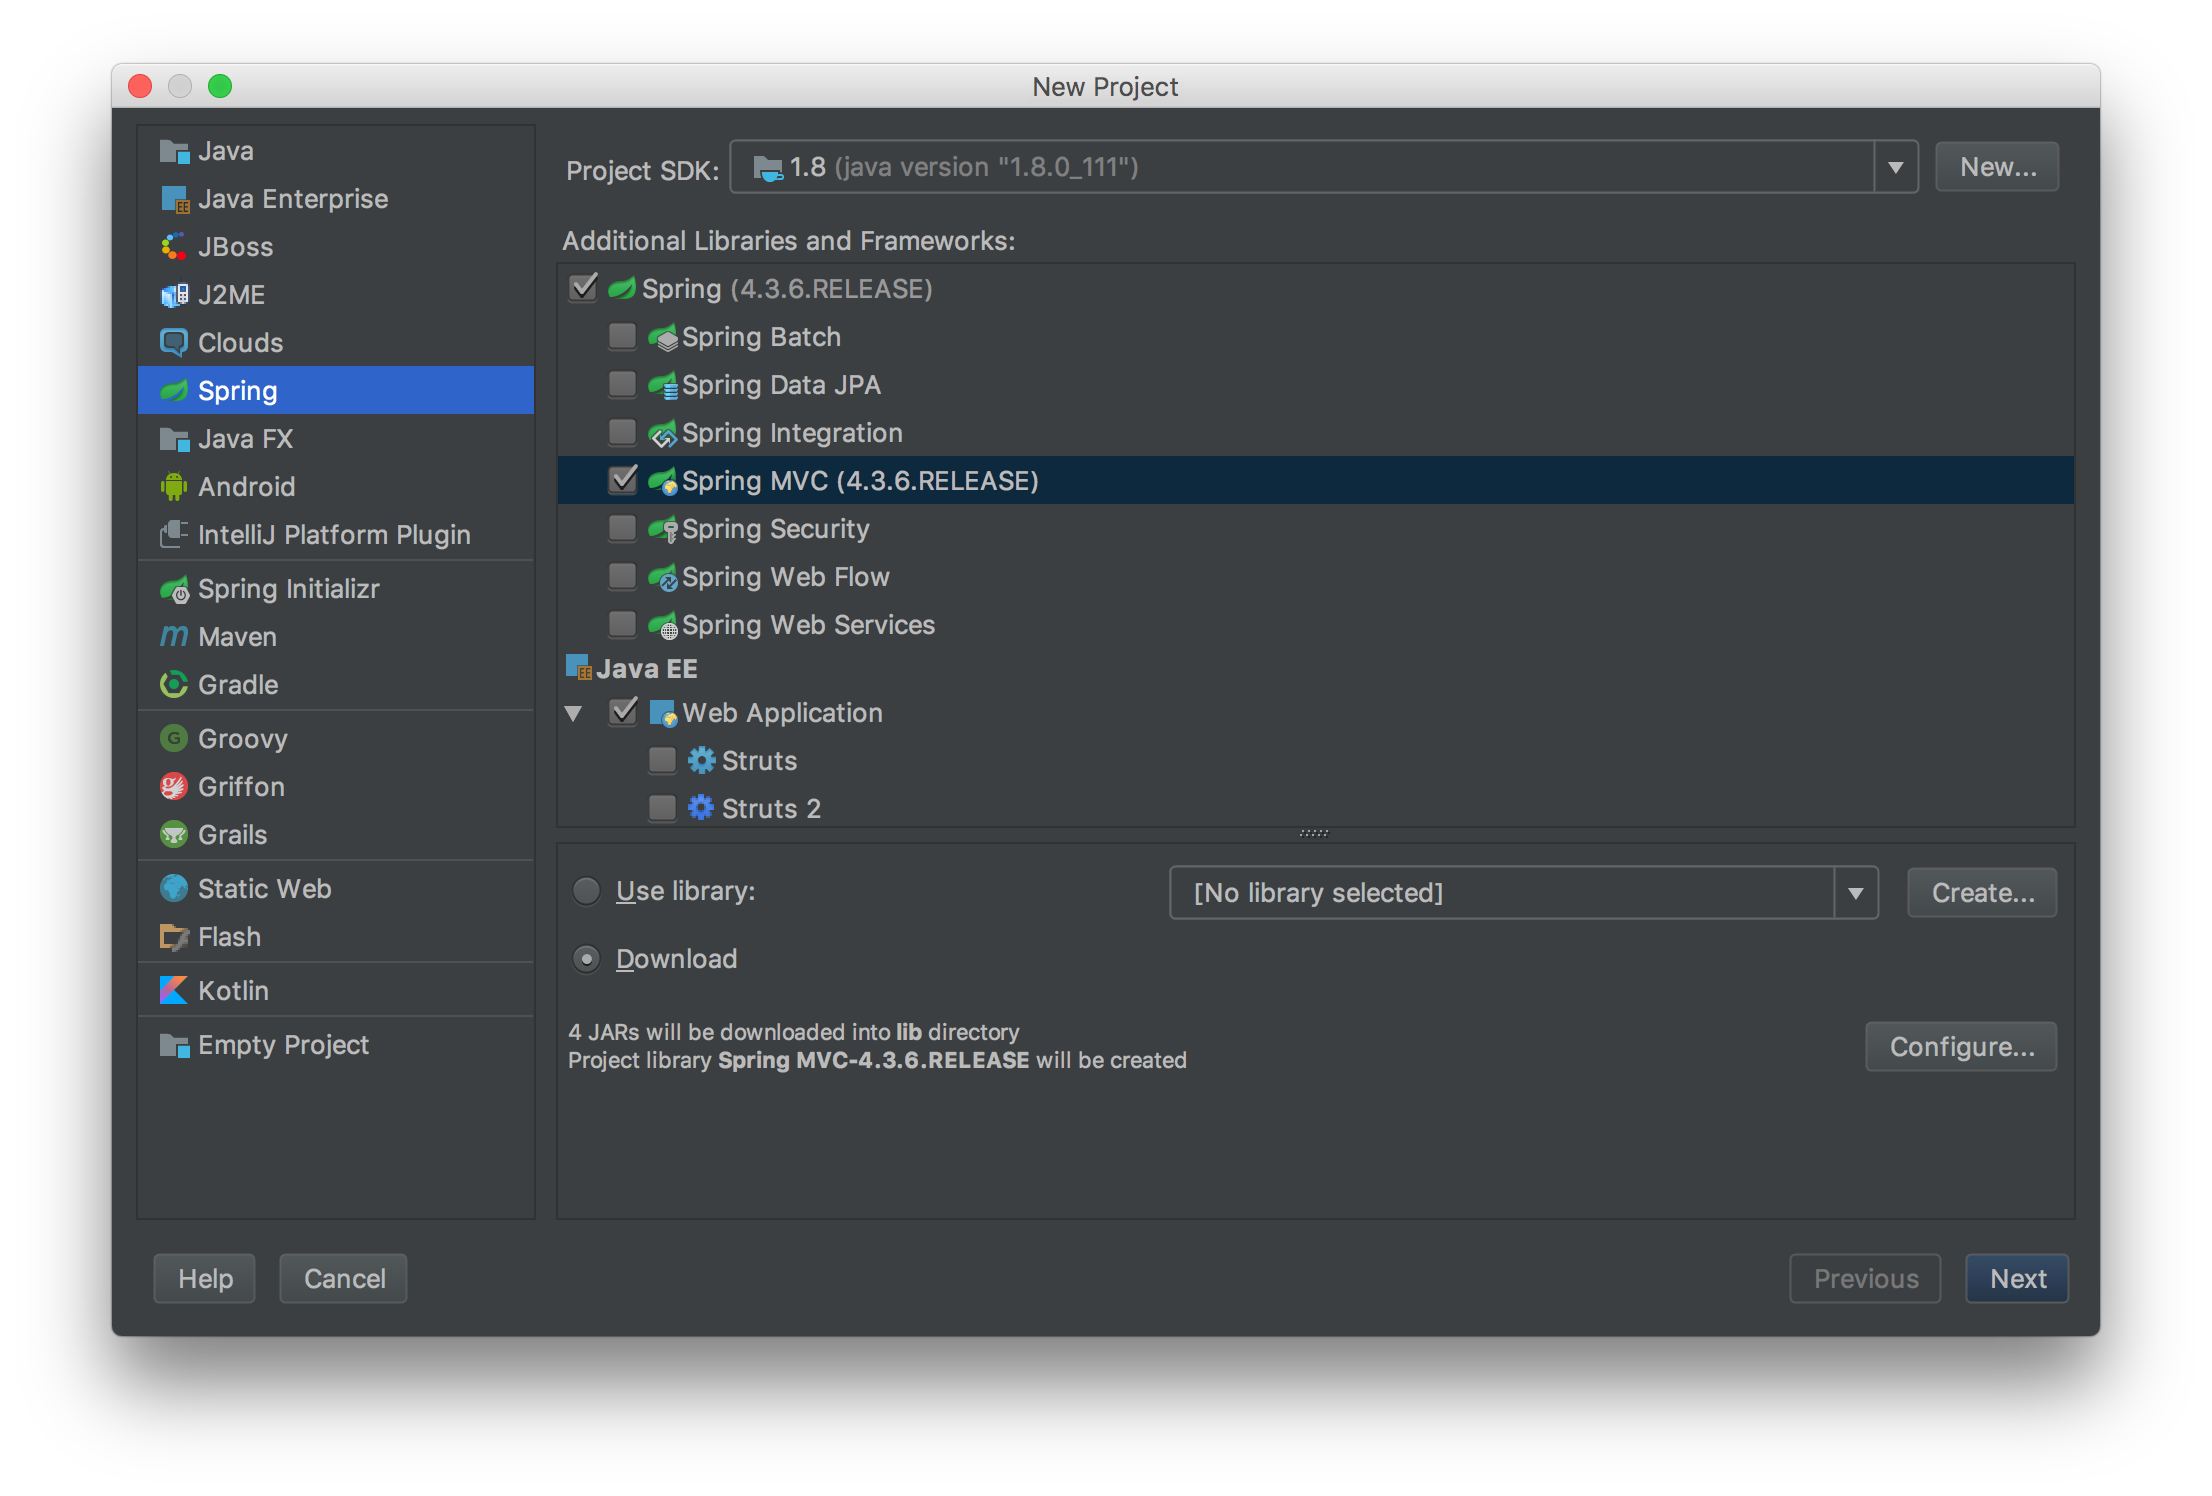 New Project
Java
Java Enterprise
JBoss
J2ME
Clouds
Spring
Java FX
Android
IntelliJ Platform Plugin
Spring Initializr
m Maven
Gradle
G Groovy
Griffon
Grails
Static Web
Flash
Kotlin
Empty Project
Project SDK: 1.8 (java version "1.8.0_111") New...
Additional Libraries and Frameworks:
Spring (4.3.6.RELEASE)
Spring Batch
Spring Data JPA
Spring Integration
Spring MVC (4.3.6.RELEASE)
Spring Security
Spring Web Flow
Spring Web Services
Java EE
Web Application
Struts
Struts 2
Use library: [No library selected] Create...
Download
4 JARs will be downloaded into lib directory
Project library Spring MVC-4.3.6.RELEASE will be created
Configure...
Help Cancel Previous Next